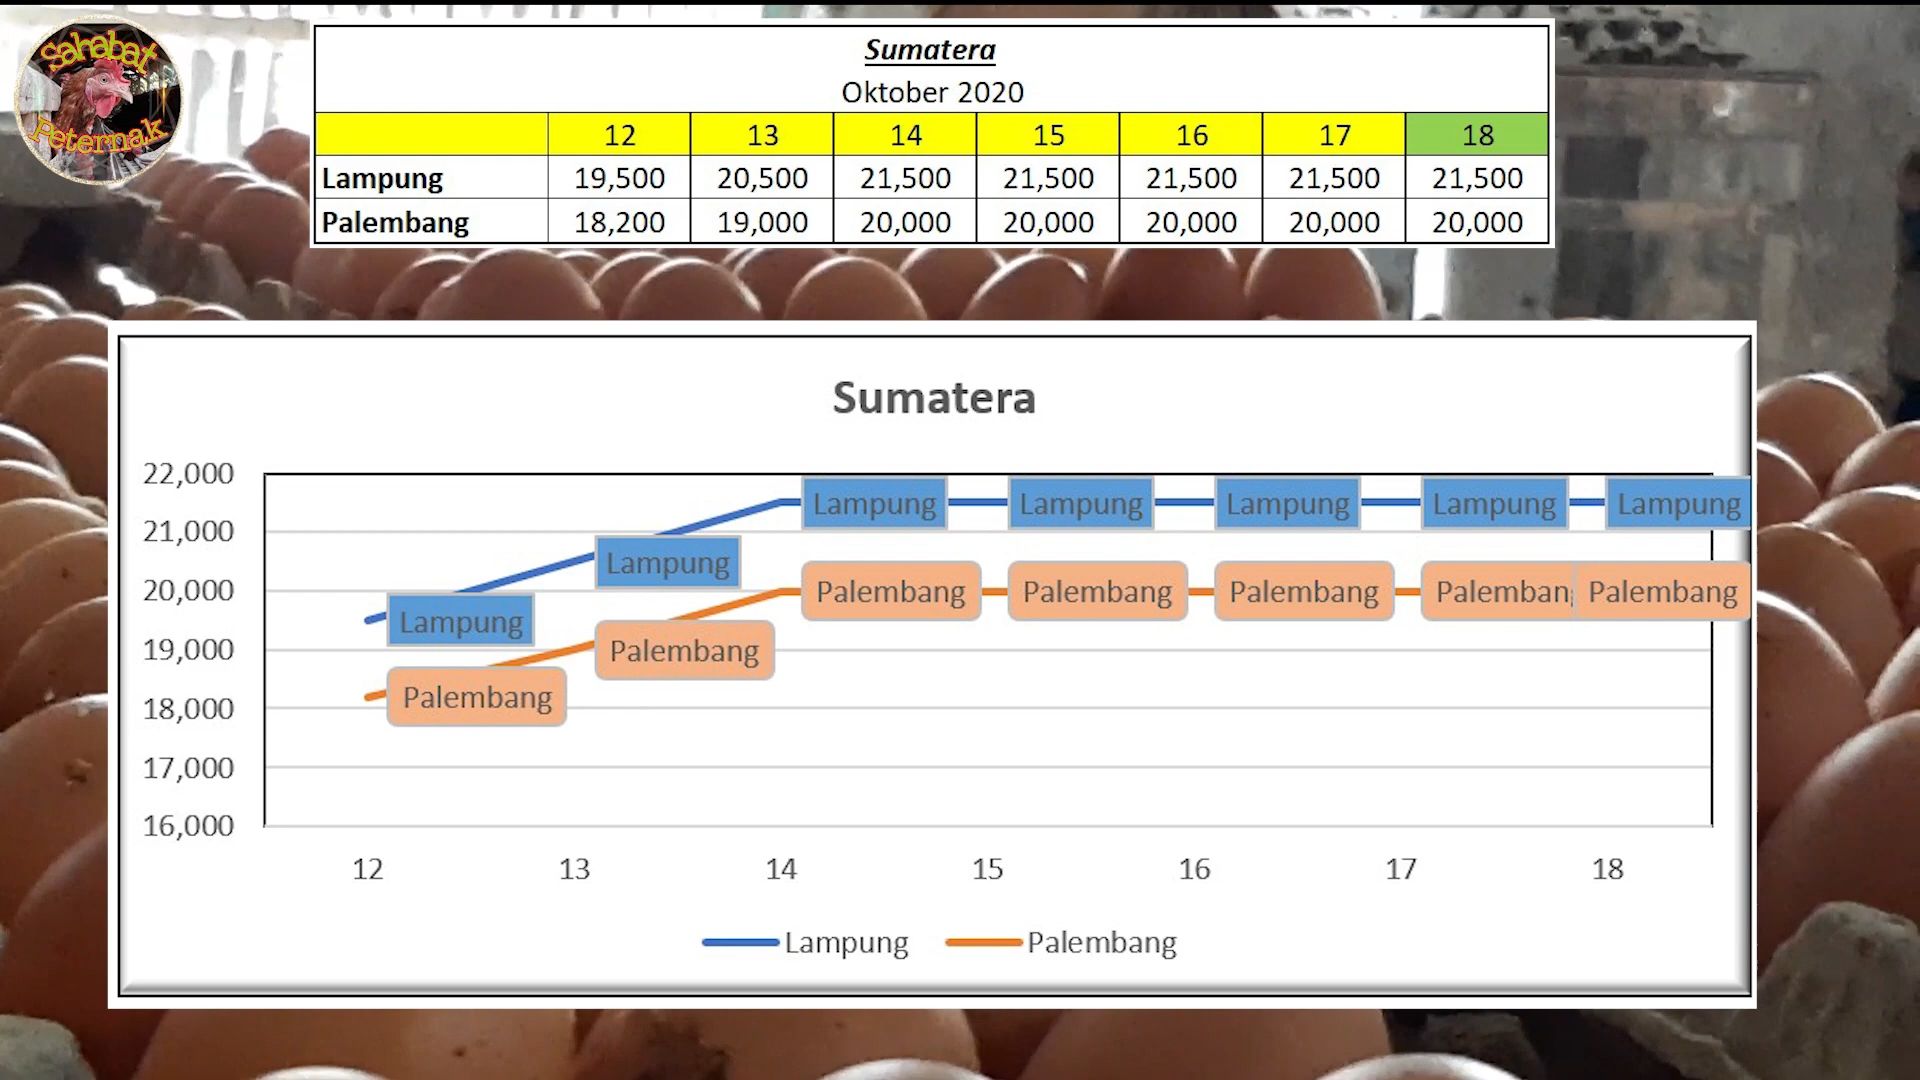 Sahabat
Peternak
Sumatera
Oktober 2020
12 13 14 15 16 17 18
Lampung 19,500 20,500 21,500 21,500 21,500 21,500 21,500
Palembang 18,200 19,000 20,000 20,000 20,000 20,000 20,000
Sumatera
22,000
21,000
20,000
19,000
18,000
17,000
16,000
Lampung Lampung Lampung Lampung Lampung
Lampung
Lampung
Palembang Palembang Palembang Palemban Palembang
Palembang
Palembang
12 13 14 15 16 17 18
Lampung Palembang